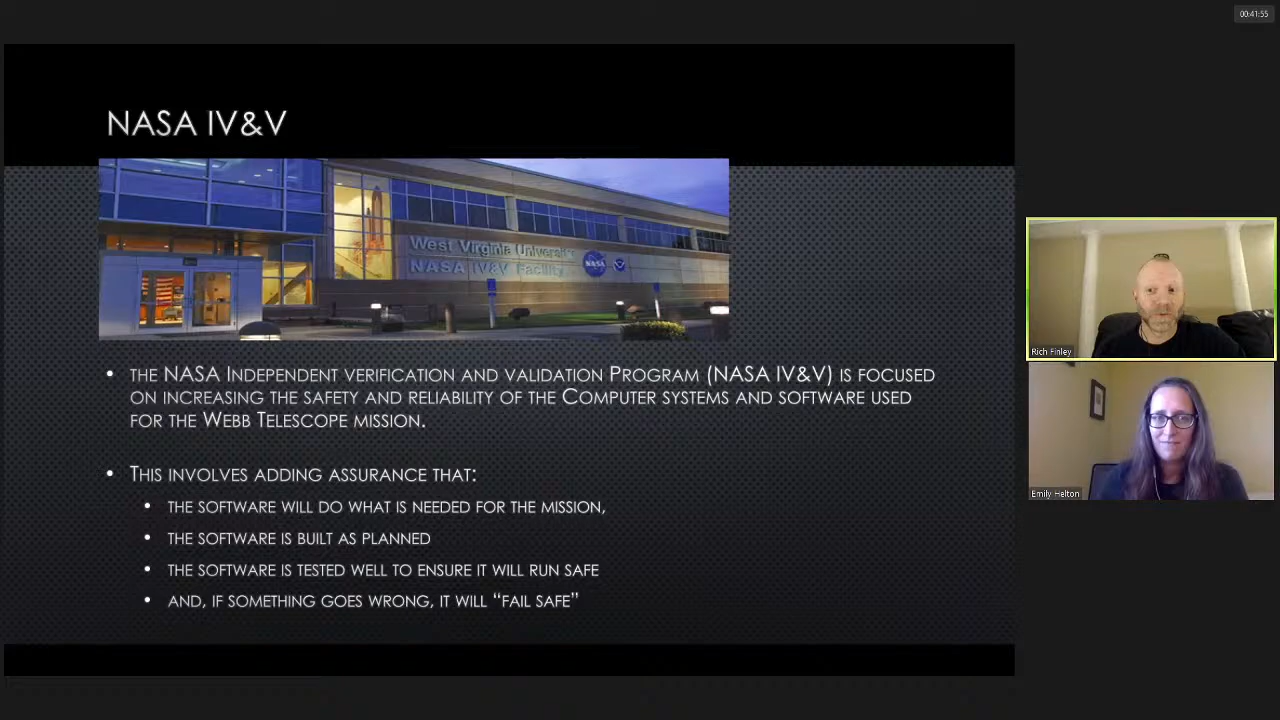 00:41:55
NASA IV&V
West Virginia University
NASA IV&V Facility
NASA
• THE NASA INDEPENDENT VERIFICATION AND VALIDATION PROGRAM (NASA IV&V) IS FOCUSED
ON INCREASING THE SAFETY AND RELIABILITY OF THE COMPUTER SYSTEMS AND SOFTWARE USED
FOR THE WEBB TELESCOPE MISSION.
• THIS INVOLVES ADDING ASSURANCE THAT:
• THE SOFTWARE WILL DO WHAT IS NEEDED FOR THE MISSION,
• THE SOFTWARE IS BUILT AS PLANNED
• THE SOFTWARE IS TESTED WELL TO ENSURE IT WILL RUN SAFE
• AND, IF SOMETHING GOES WRONG, IT WILL “FAIL SAFE”
Rich Finley
Emily Helton